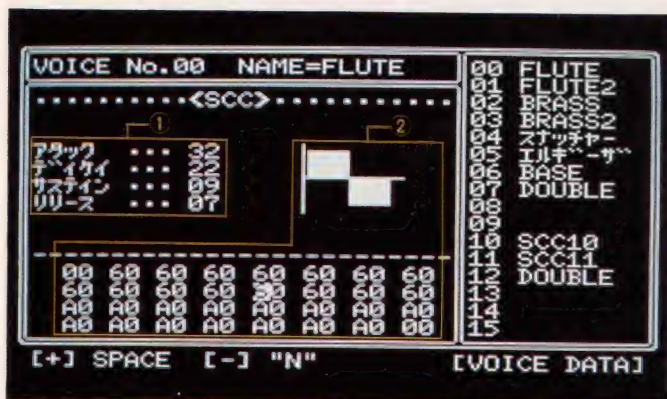 VOICE No.00 NAME=FLUTE
<SCC>
①
②
アタック ・・・ 32
デイケイ ・・・ 22
サステイン ・・・ 09
リリース ・・・ 07
00 60 60 60 60 60 60 60
60 60 60 60 60 60 60
A0 A0 A0 A0 A0 A0 A0 A0
A0 A0 A0 A0 A0 A0 A0 00
00 FLUTE
01 FLUTE2
02 BRASS
03 BRASS2
04 スナッチャー
05 エルギーザ
06 BASE
07 DOUBLE
08
09
10 SCC10
11 SCC11
12 DOUBLE
13
14
15
[+] SPACE [-] "N"
[VOICE DATA]